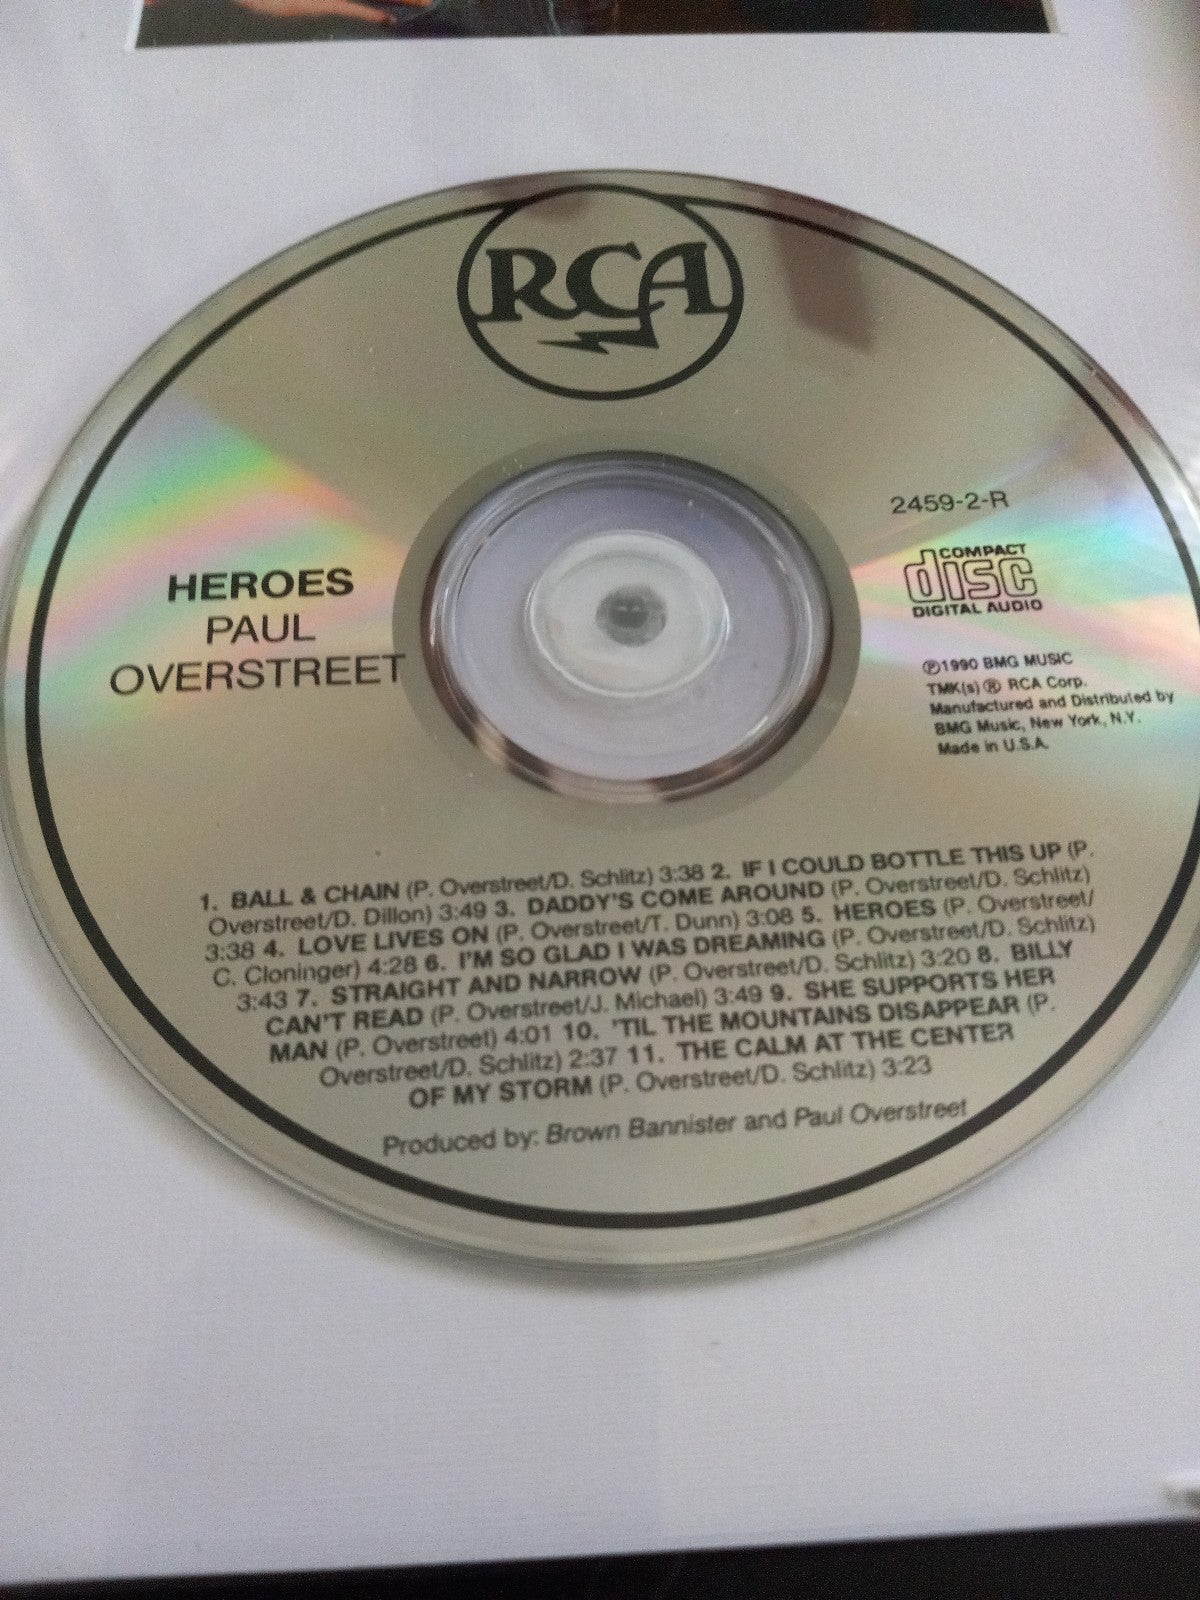 RCA
2459-2-R
COMPACT
disc
DIGITAL AUDIO
HEROES
PAUL
OVERSTREET
℗1990 BMG MUSIC
TMK(s) ® RCA Corp.
Manufactured and Distributed by
BMG Music, New York, N.Y.
Made in U.S.A.
1. BALL & CHAIN (P. Overstreet/D. Schlitz) 3:38 2. IF I COULD BOTTLE THIS UP (P.
Overstreet/D. Dillon) 3:49 3. DADDY'S COME AROUND (P. Overstreet/D. Schlitz)
3:38 4. LOVE LIVES ON (P. Overstreet/T. Dunn) 3:08 5. HEROES (P. Overstreet/
C. Cloninger) 4:28 6. I'M SO GLAD I WAS DREAMING (P. Overstreet/D. Schlitz)
3:43 7. STRAIGHT AND NARROW (P. Overstreet/D. Schlitz) 3:20 8. BILLY
CAN'T READ (P. Overstreet/J. Michael) 3:49 9. SHE SUPPORTS HER
MAN (P. Overstreet) 4:01 10. 'TIL THE MOUNTAINS DISAPPEAR (P.
Overstreet/D. Schlitz) 2:37 11. THE CALM AT THE CENTER
OF MY STORM (P. Overstreet/D. Schlitz) 3:23
Produced by: Brown Bannister and Paul Overstreet